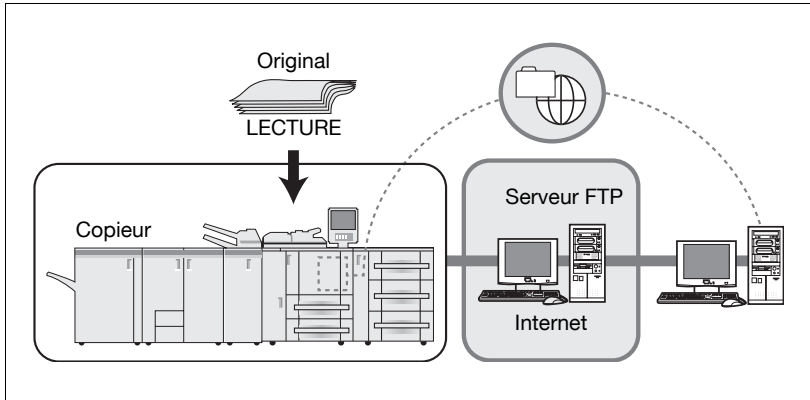 Original
LECTURE
Copieur
Serveur FTP
Internet